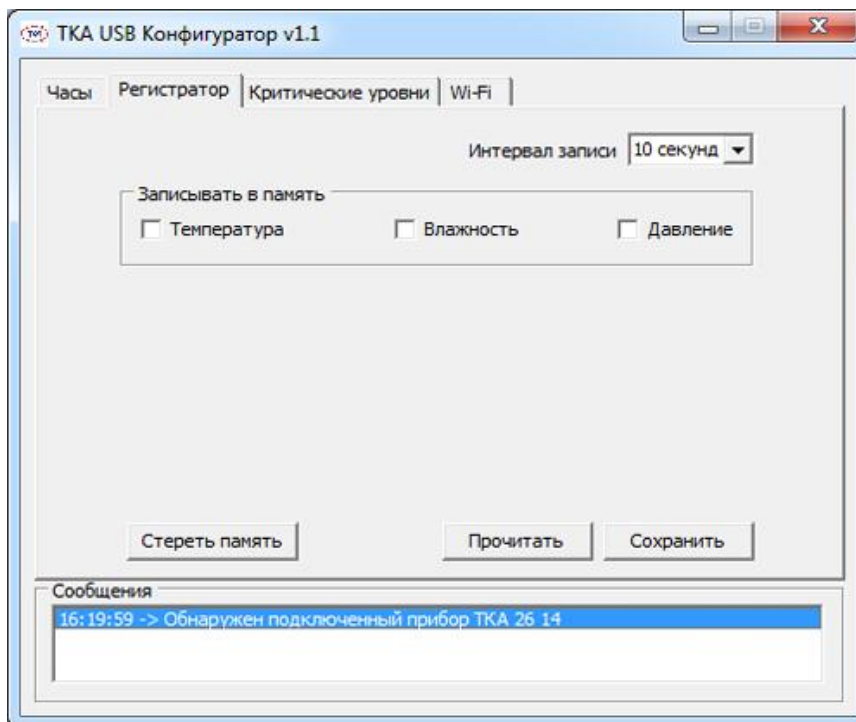 ТКА USB Конфигуратор v1.1
Часы Регистратор Критические уровни Wi-Fi
Интервал записи 10 секунд
Записывать в память
Температура Влажность Давление
Стереть память Прочитать Сохранить
Сообщения
16:19:59 -> Обнаружен подключенный прибор ТКА 26 14